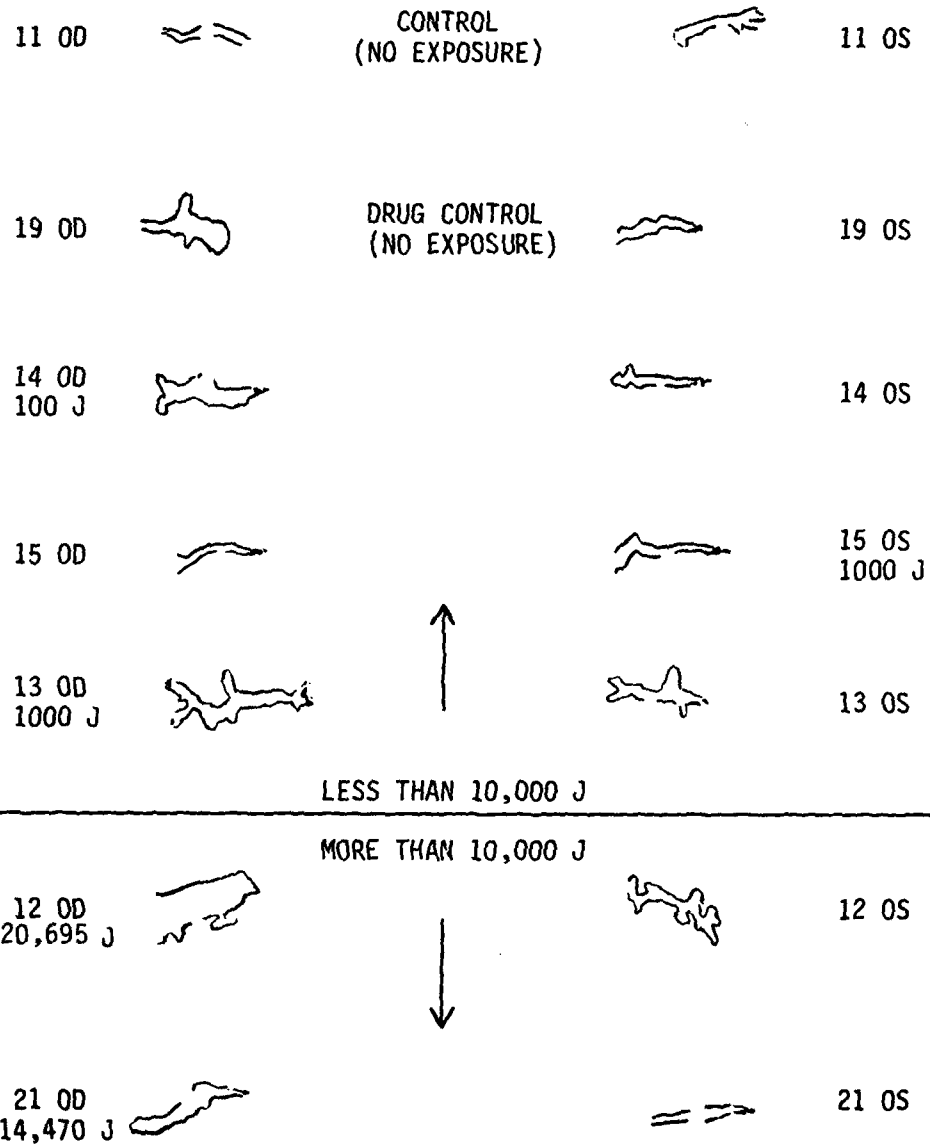 11 OD
CONTROL
(NO EXPOSURE)
11 OS
19 OD
DRUG CONTROL
(NO EXPOSURE)
19 OS
14 OD
100 J
14 OS
15 OD
15 OS
1000 J
13 OD
1000 J
13 OS
LESS THAN 10,000 J
MORE THAN 10,000 J
12 OD
20,695 J
12 OS
21 OD
14,470 J
21 OS